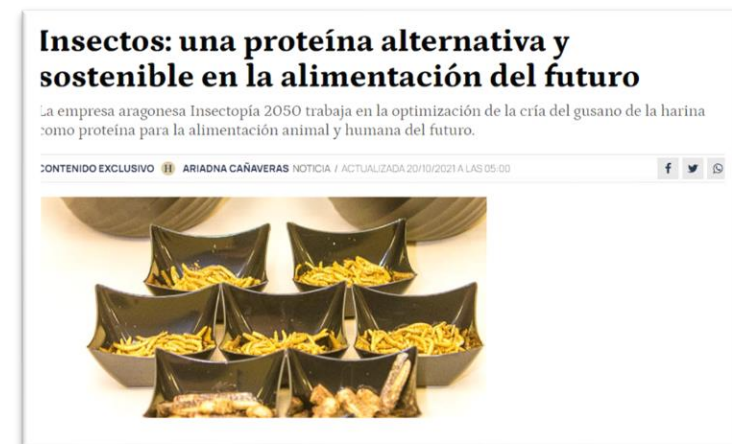 Insectos: una proteína alternativa y
sostenible en la alimentación del futuro
La empresa aragonesa Insectopía 2050 trabaja en la optimización de la cría del gusano de la harina
como proteína para la alimentación animal y humana del futuro.
CONTENIDO EXCLUSIVO H ARIADNA CAÑAVERAS NOTICIA / ACTUALIZADA 20/10/2021 A LAS 05:00